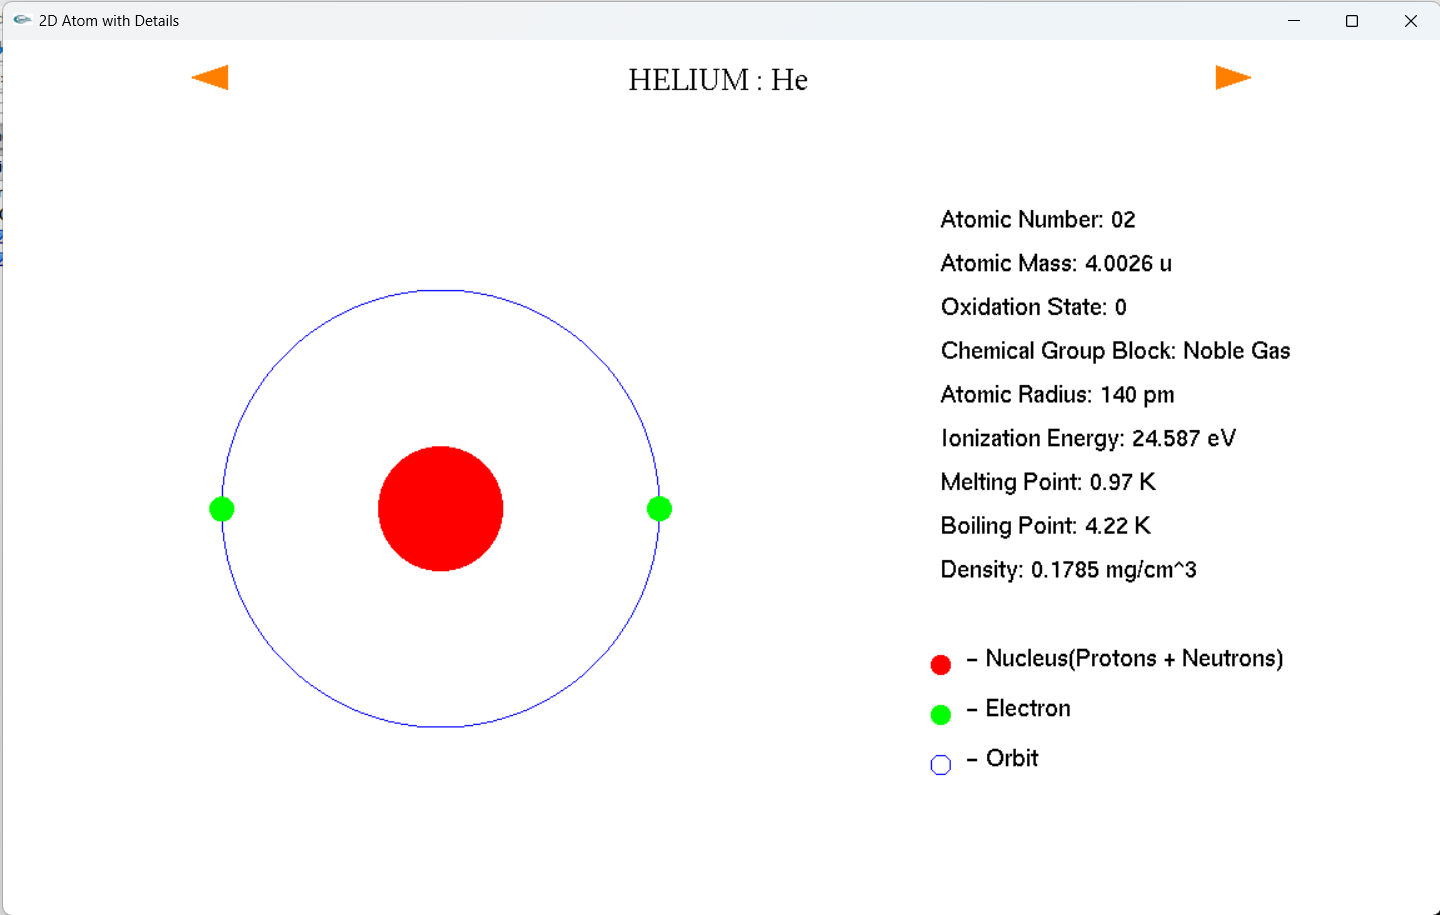 2D Atom with Details
HELIUM : He
Atomic Number: 02
Atomic Mass: 4.0026 u
Oxidation State: 0
Chemical Group Block: Noble Gas
Atomic Radius: 140 pm
Ionization Energy: 24.587 eV
Melting Point: 0.97 K
Boiling Point: 4.22 K
Density: 0.1785 mg/cm^3
- Nucleus(Protons + Neutrons)
- Electron
- Orbit